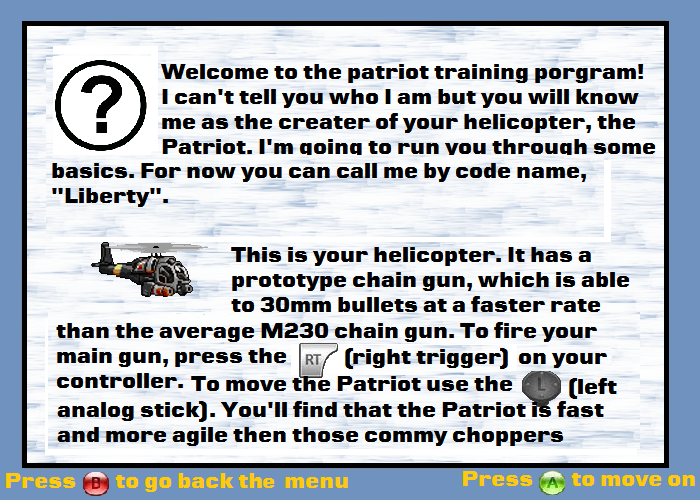 ?
Welcome to the patriot training porgram!
I can't tell you who I am but you will know
me as the creater of your helicopter, the
Patriot. I'm going to run you through some
basics. For now you can call me by code name,
"Liberty".
This is your helicopter. It has a
prototype chain gun, which is able
to 30mm bullets at a faster rate
than the average M230 chain gun. To fire your
main gun, press the RT (right trigger) on your
controller. To move the Patriot use the L (left
analog stick). You'll find that the Patriot is fast
and more agile then those commy choppers
Press B to go back the menu
Press A to move on